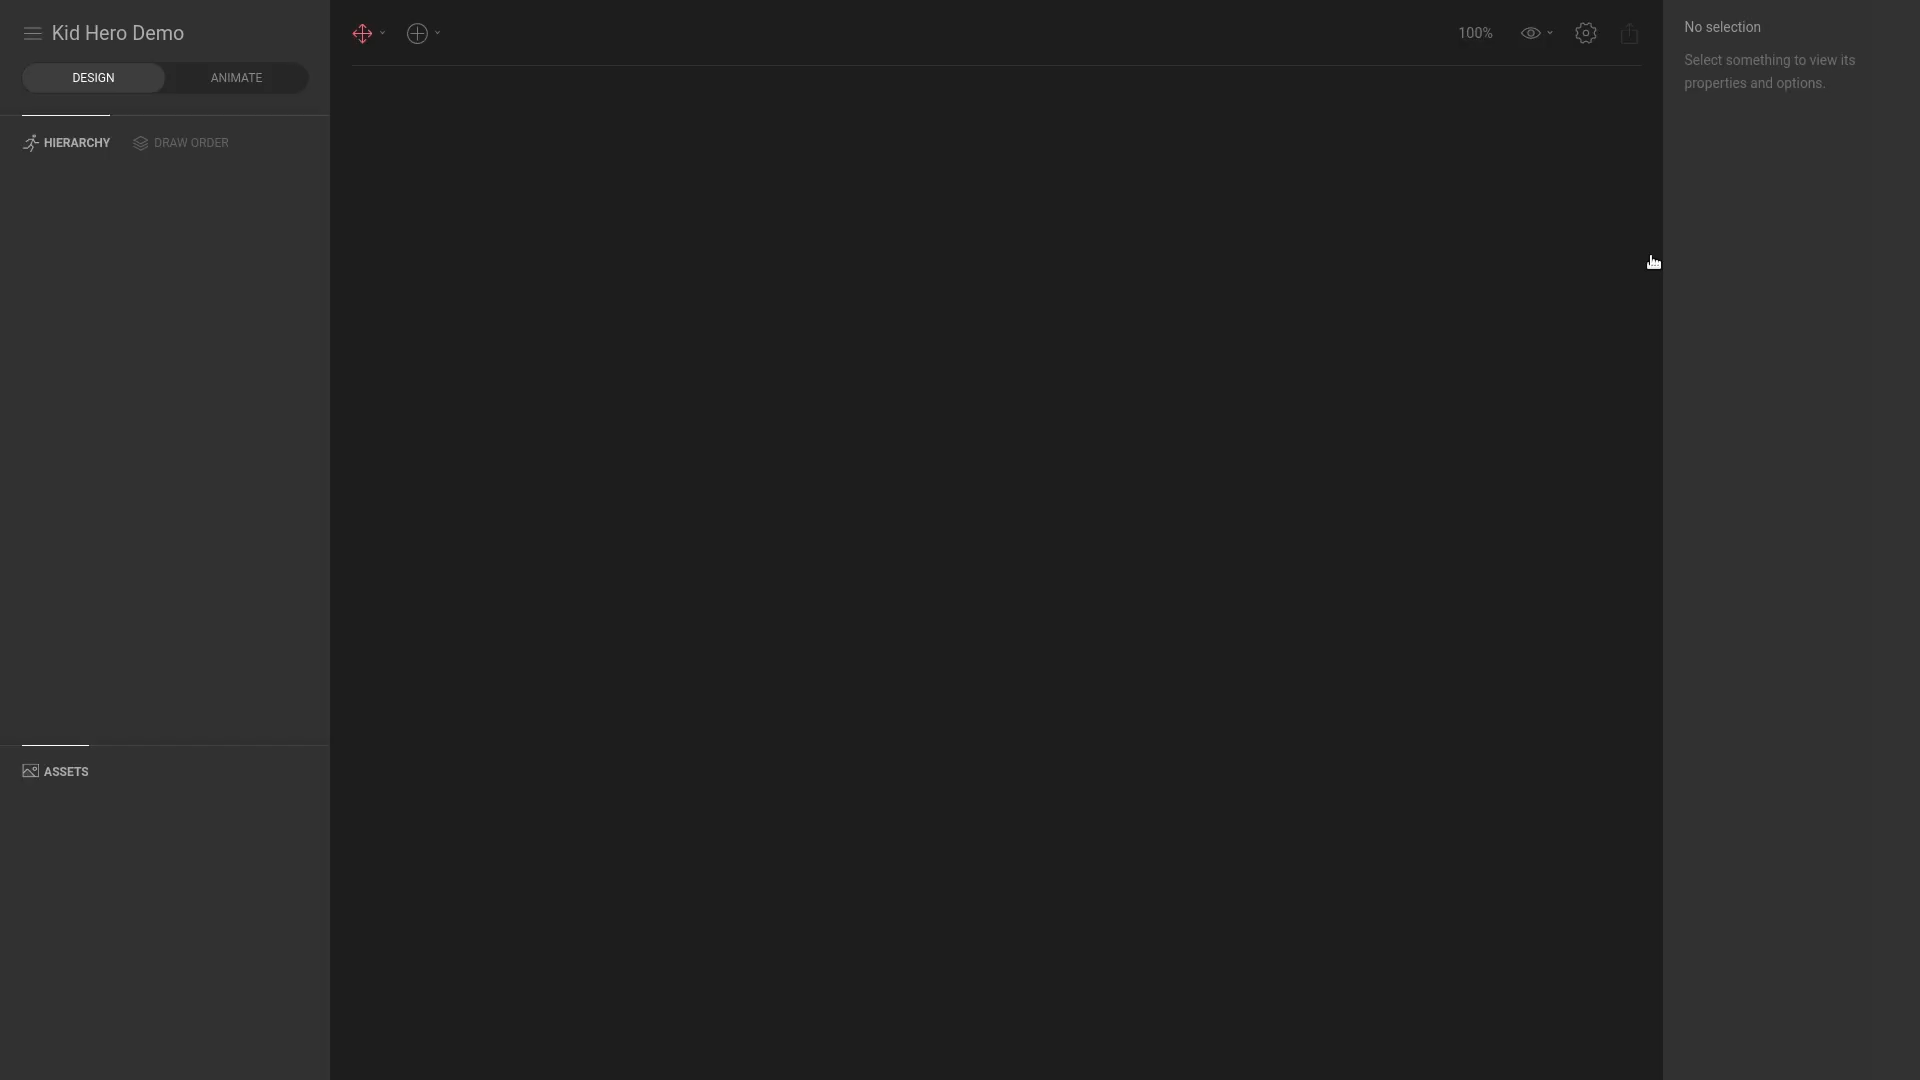 Kid Hero Demo
DESIGN
ANIMATE
HIERARCHY
DRAW ORDER
ASSETS
100%
No selection
Select something to view its
properties and options.